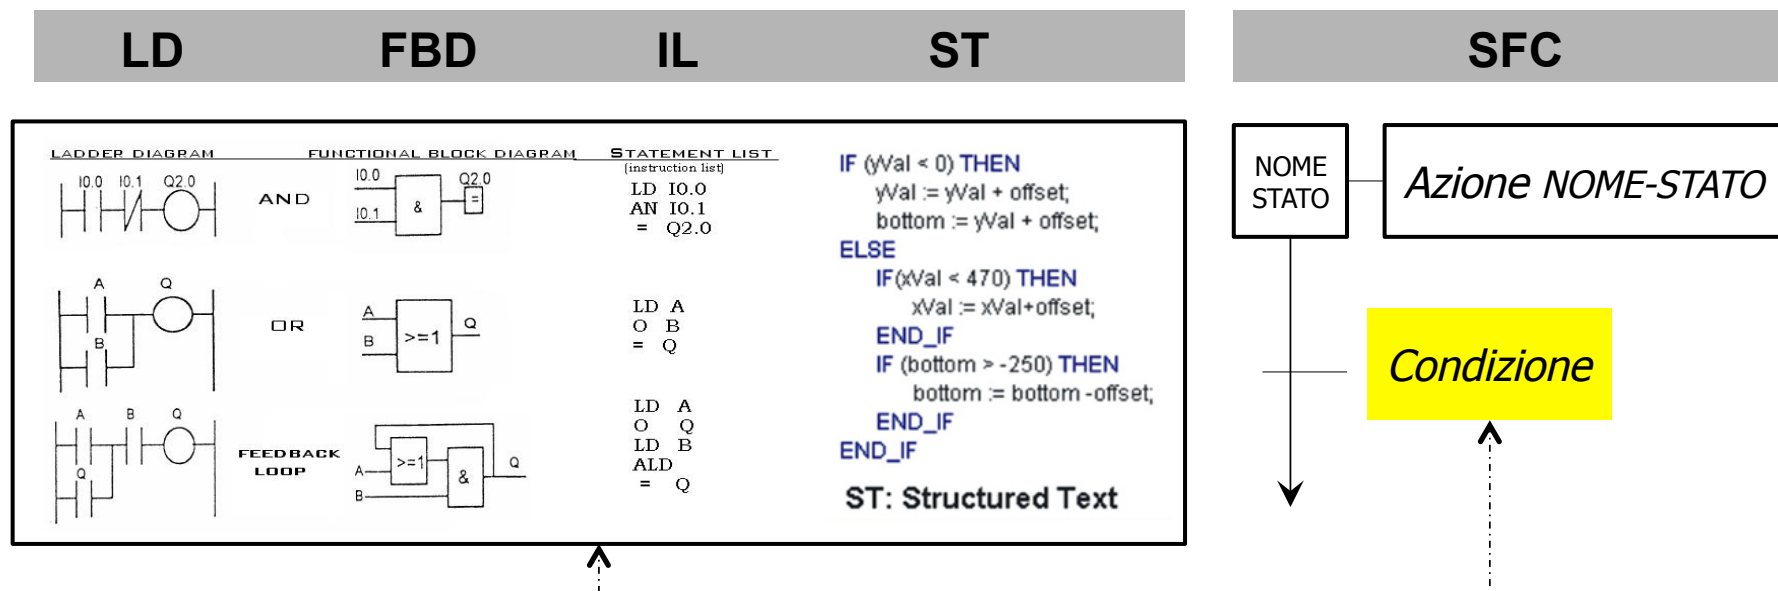 LD FBD IL ST SFC
LADDER DIAGRAM FUNCTIONAL BLOCK DIAGRAM STATEMENT LIST
(instruction list)
I0.0 I0.1 Q2.0
AND
I0.0
I0.1
&
Q2.0
=
LD I0.0
AN I0.1
= Q2.0
A Q
B
OR
A
B
>=1
Q
LD A
O B
= Q
A B Q
Q
FEEDBACK
LOOP
A
B
>=1
&
Q
LD A
O Q
LD B
ALD
= Q
IF (yVal < 0) THEN
yVal := yVal + offset;
bottom := yVal + offset;
ELSE
IF(xVal < 470) THEN
xVal := xVal+offset;
END_IF
IF (bottom > -250) THEN
bottom := bottom -offset;
END_IF
END_IF
ST: Structured Text
NOME
STATO
Azione NOME-STATO
Condizione